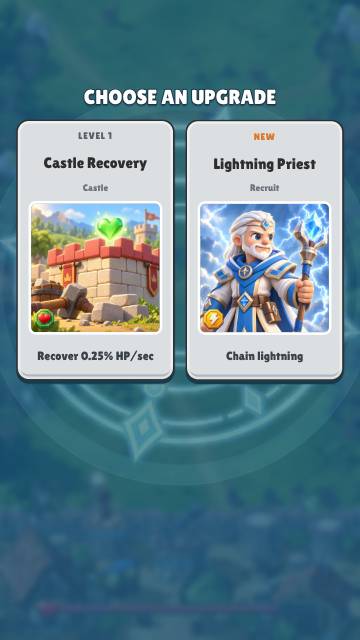 CHOOSE AN UPGRADE
LEVEL 1
Castle Recovery
Castle
Recover 0.25% HP/sec
NEW
Lightning Priest
Recruit
Chain lightning